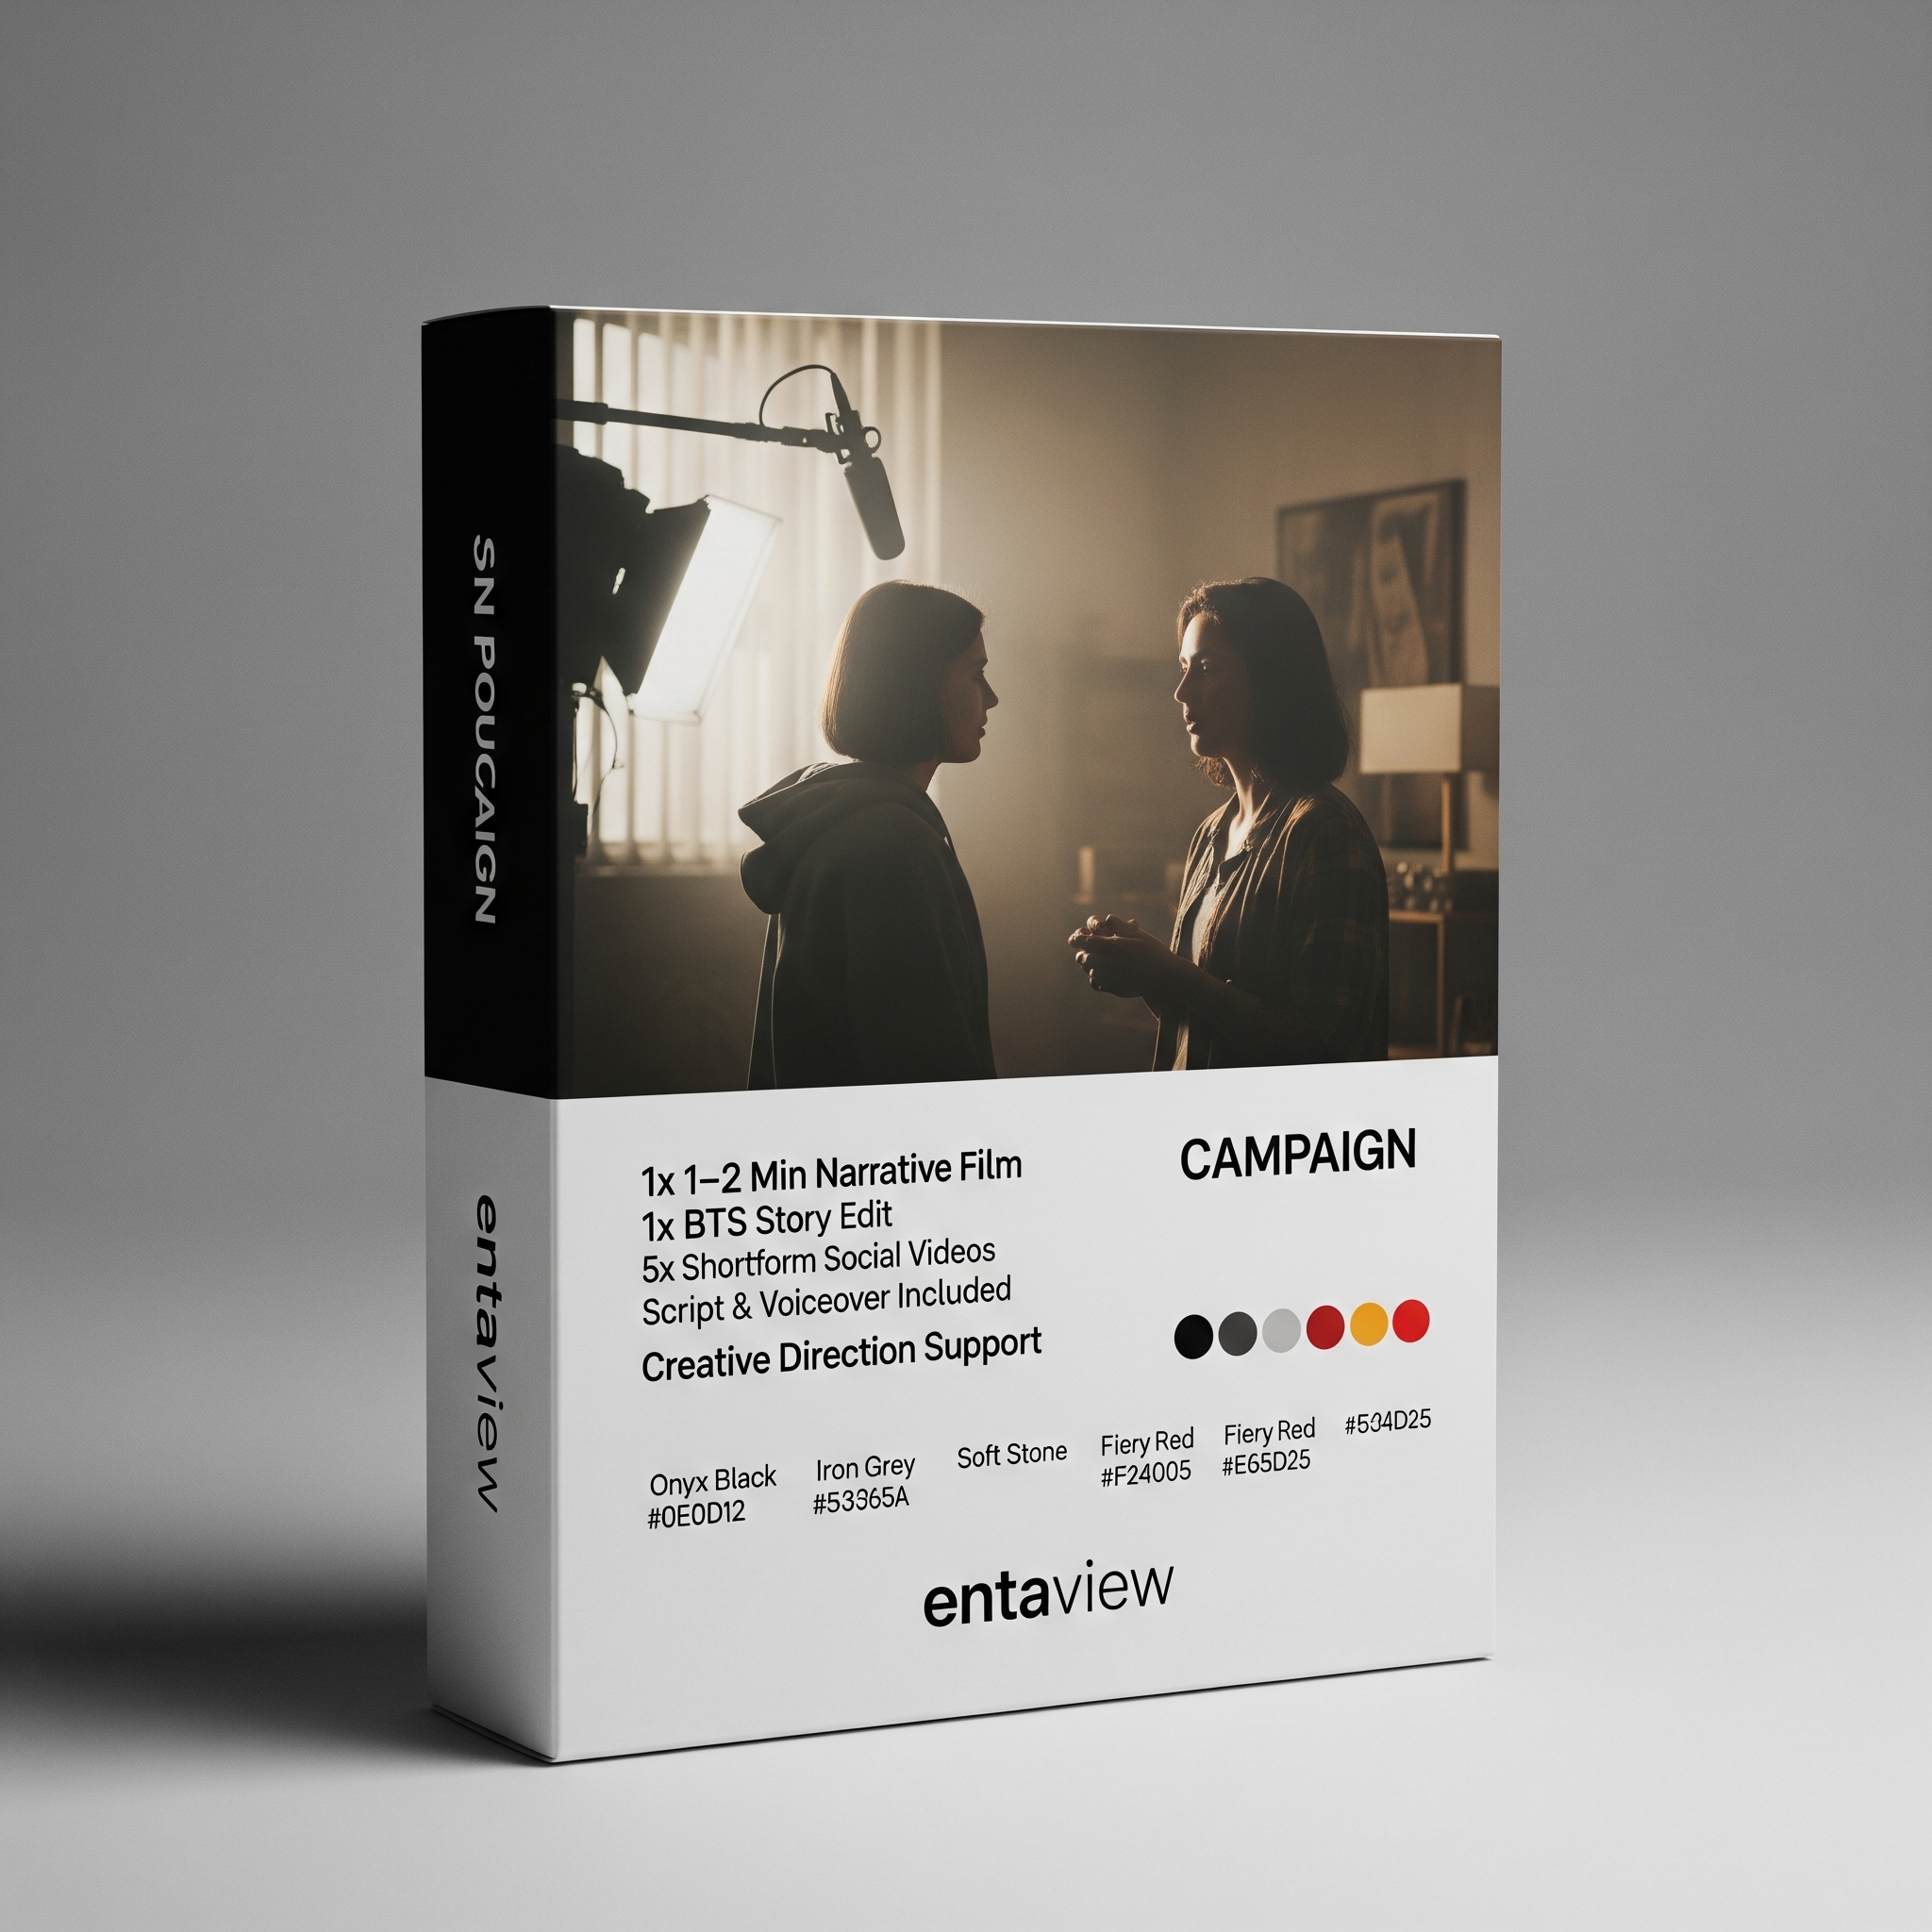 SN POUCAIGN
entaview
1x 1–2 Min Narrative Film
1x BTS Story Edit
5x Shortform Social Videos
Script & Voiceover Included
Creative Direction Support
CAMPAIGN
Onyx Black
#0E0D12
Iron Grey
#53365A
Soft Stone
Fiery Red
#F24005
Fiery Red
#E65D25
#504D25
entaview